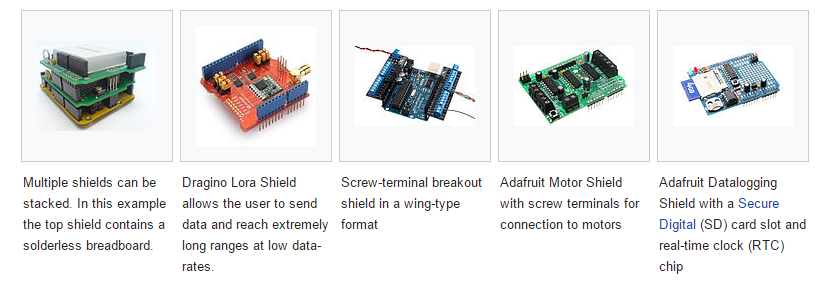 Multiple shields can be
stacked. In this example
the top shield contains a
solderless breadboard.
Dragino Lora Shield
allows the user to send
data and reach extremely
long ranges at low data-
rates.
Screw-terminal breakout
shield in a wing-type
format
Adafruit Motor Shield
with screw terminals for
connection to motors
Adafruit Datalogging
Shield with a Secure
Digital (SD) card slot and
real-time clock (RTC)
chip